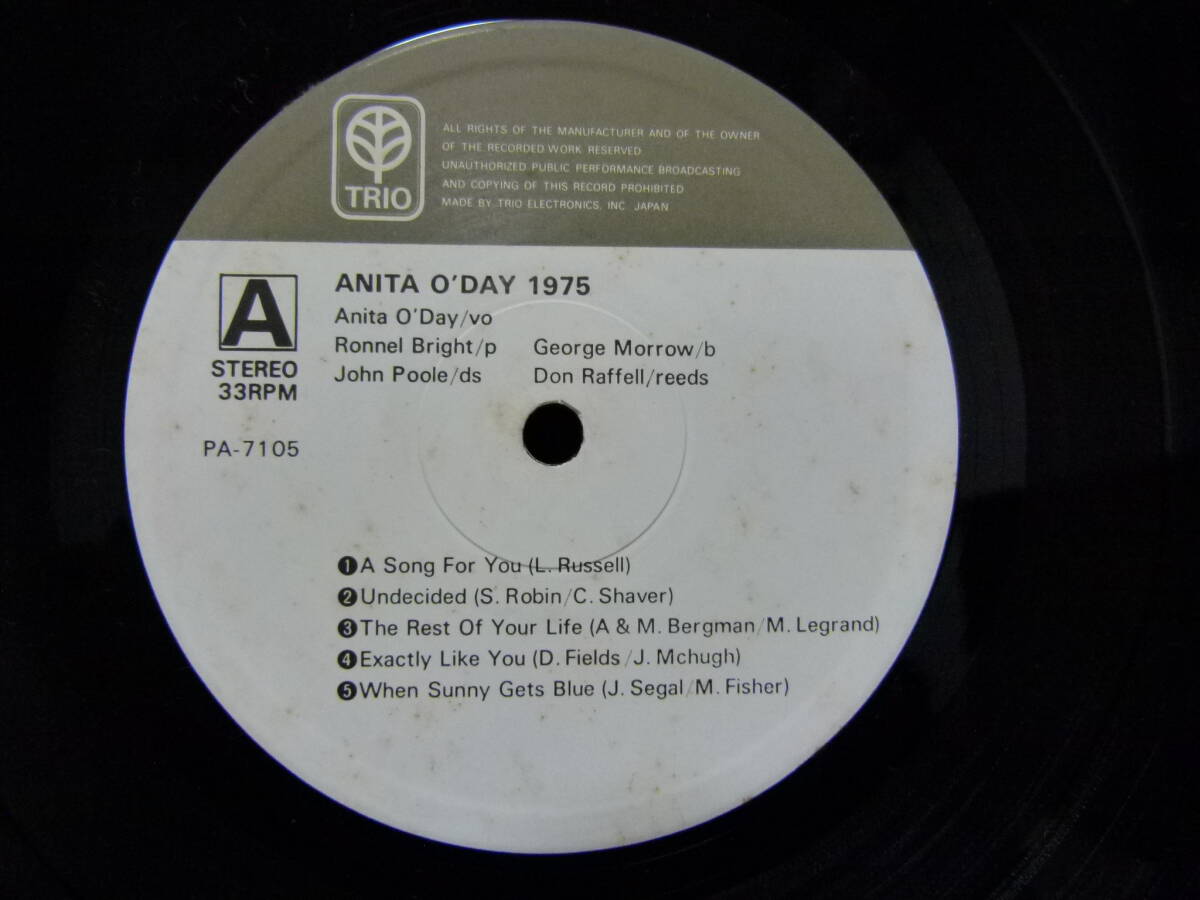 TRIO
ALL RIGHTS OF THE MANUFACTURER AND OF THE OWNER
OF THE RECORDED WORK RESERVED
UNAUTHORIZED PUBLIC PERFORMANCE BROADCASTING
AND COPYING OF THIS RECORD PROHIBITED
MADE BY TRIO ELECTRONICS, INC. JAPAN
A
STEREO
33RPM
PA-7105
ANITA O'DAY 1975
Anita O'Day/vo
Ronnel Bright/p George Morrow/b
John Poole/ds Don Raffell/reeds
❶A Song For You (L. Russell)
❷Undecided (S. Robin/C. Shaver)
❸The Rest Of Your Life (A & M. Bergman/M. Legrand)
❹Exactly Like You (D. Fields/J. Mchugh)
❺When Sunny Gets Blue (J. Segal/M. Fisher)